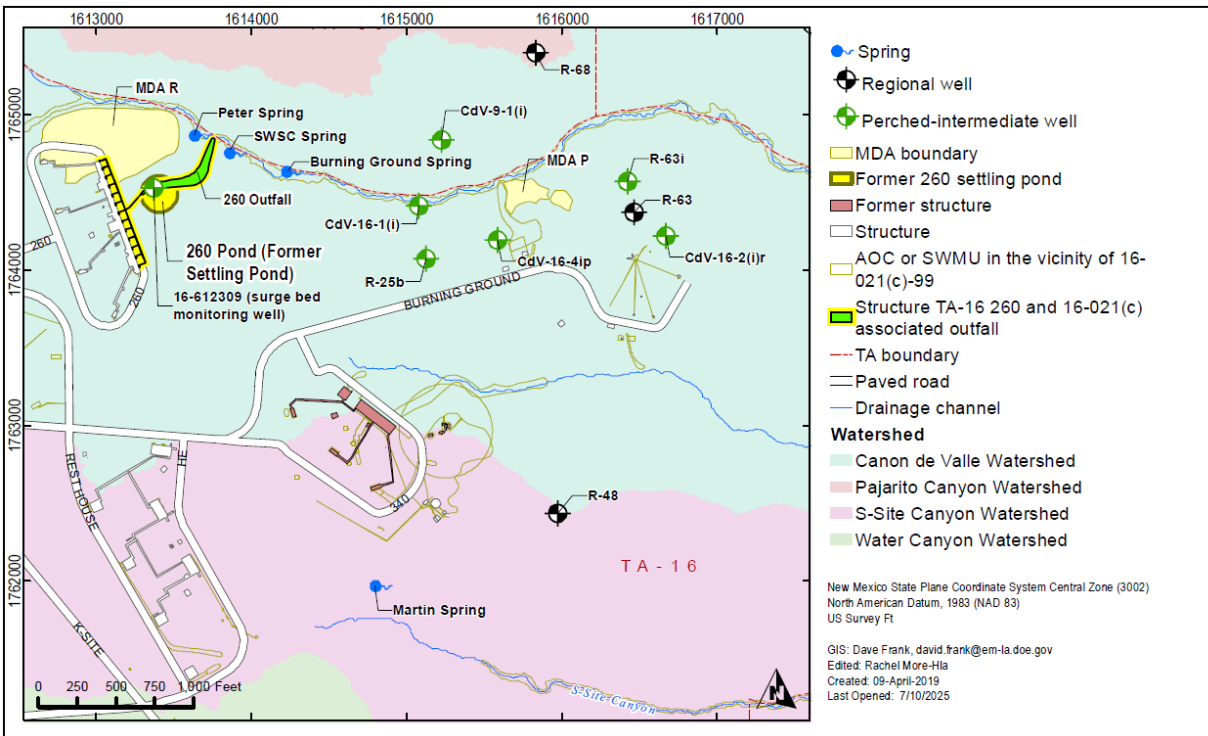 1613000
1614000
1615000
1616000
1617000
1765000
1764000
1763000
1762000
R-68
MDA R
Peter Spring
SWSC Spring
CdV-9-1(i)
Burning Ground Spring
MDA P
R-63i
R-63
260 Outfall
CdV-16-1(i)
260 Pond (Former
Settling Pond)
16-612309 (surge bed
monitoring well)
260
260
R-25b
CdV-16-4ip
CdV-16-2(i)r
BURNING GROUND
REST HOUSE
HE
340
R-48
TA-16
Martin Spring
K-SITE
S-Site Canyon
0 250 500 750 1,000 Feet
N
Spring
Regional well
Perched-intermediate well
MDA boundary
Former 260 settling pond
Former structure
Structure
AOC or SWMU in the vicinity of 16-
021(c)-99
Structure TA-16 260 and 16-021(c)
associated outfall
TA boundary
Paved road
Drainage channel
Watershed
Canon de Valle Watershed
Pajarito Canyon Watershed
S-Site Canyon Watershed
Water Canyon Watershed
New Mexico State Plane Coordinate System Central Zone (3002)
North American Datum, 1983 (NAD 83)
US Survey Ft
GIS: Dave Frank, david.frank@em-la.doe.gov
Edited: Rachel More-Hla
Created: 09-April-2019
Last Opened: 7/10/2025